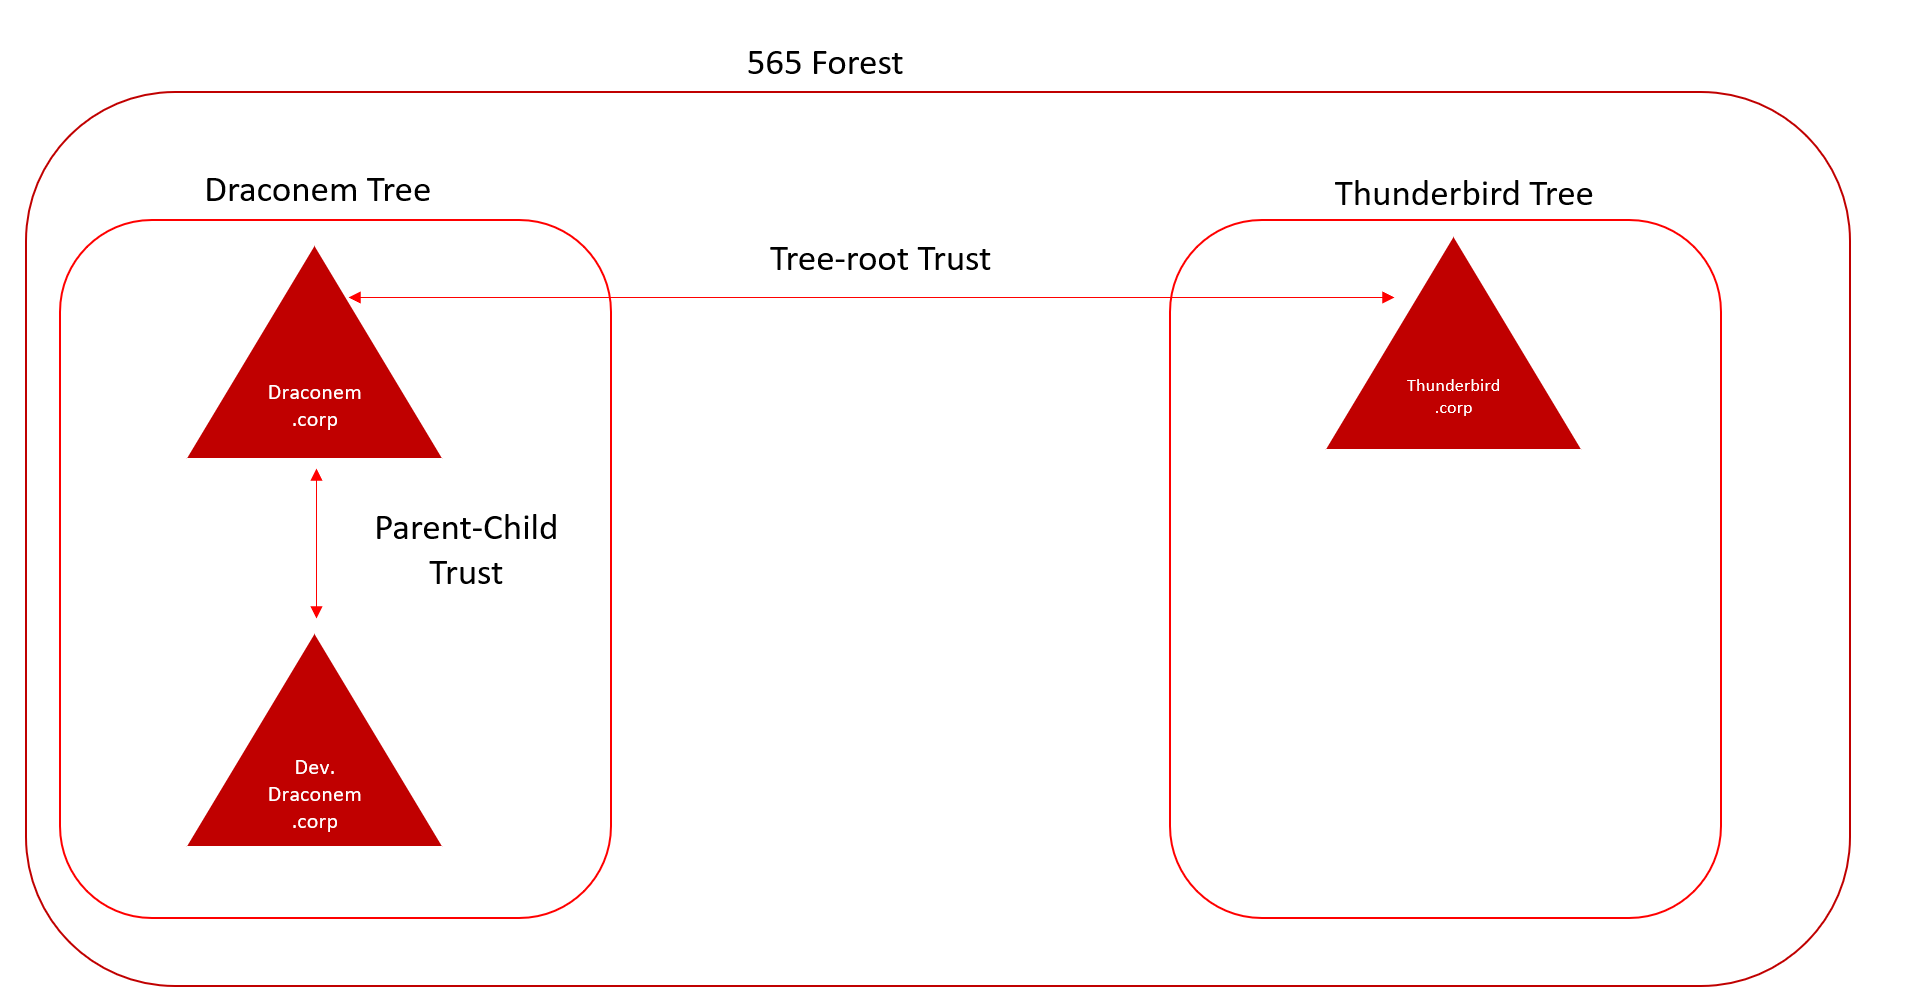 565 Forest
Draconem Tree
Thunderbird Tree
Tree-root Trust
Draconem
.corp
Thunderbird
.corp
Parent-Child
Trust
Dev.
Draconem
.corp